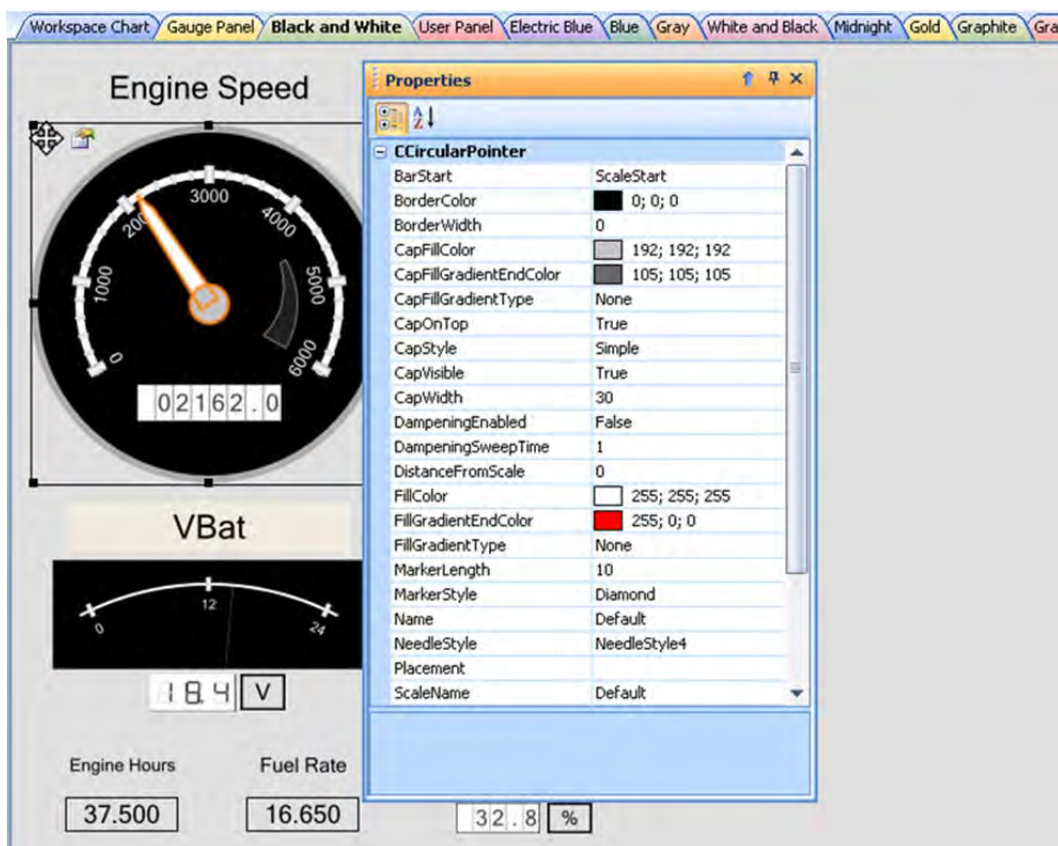 Workspace Chart Gauge Panel Black and White User Panel Electric Blue Blue Gray White and Black Midnight Gold Graphite Gra
Engine Speed
0
1000
2000
3000
4000
5000
6000
02162.0
VBat
0
12
24
18.4 V
Engine Hours Fuel Rate
37.500 16.650
32.8 %
Properties
CCircularPointer
BarStart ScaleStart
BorderColor 0; 0; 0
BorderWidth 0
CapFillColor 192; 192; 192
CapFillGradientEndColor 105; 105; 105
CapFillGradientType None
CapOnTop True
CapStyle Simple
CapVisible True
CapWidth 30
DampeningEnabled False
DampeningSweepTime 1
DistanceFromScale 0
FillColor 255; 255; 255
FillGradientEndColor 255; 0; 0
FillGradientType None
MarkerLength 10
MarkerStyle Diamond
Name Default
NeedleStyle NeedleStyle4
Placement
ScaleName Default